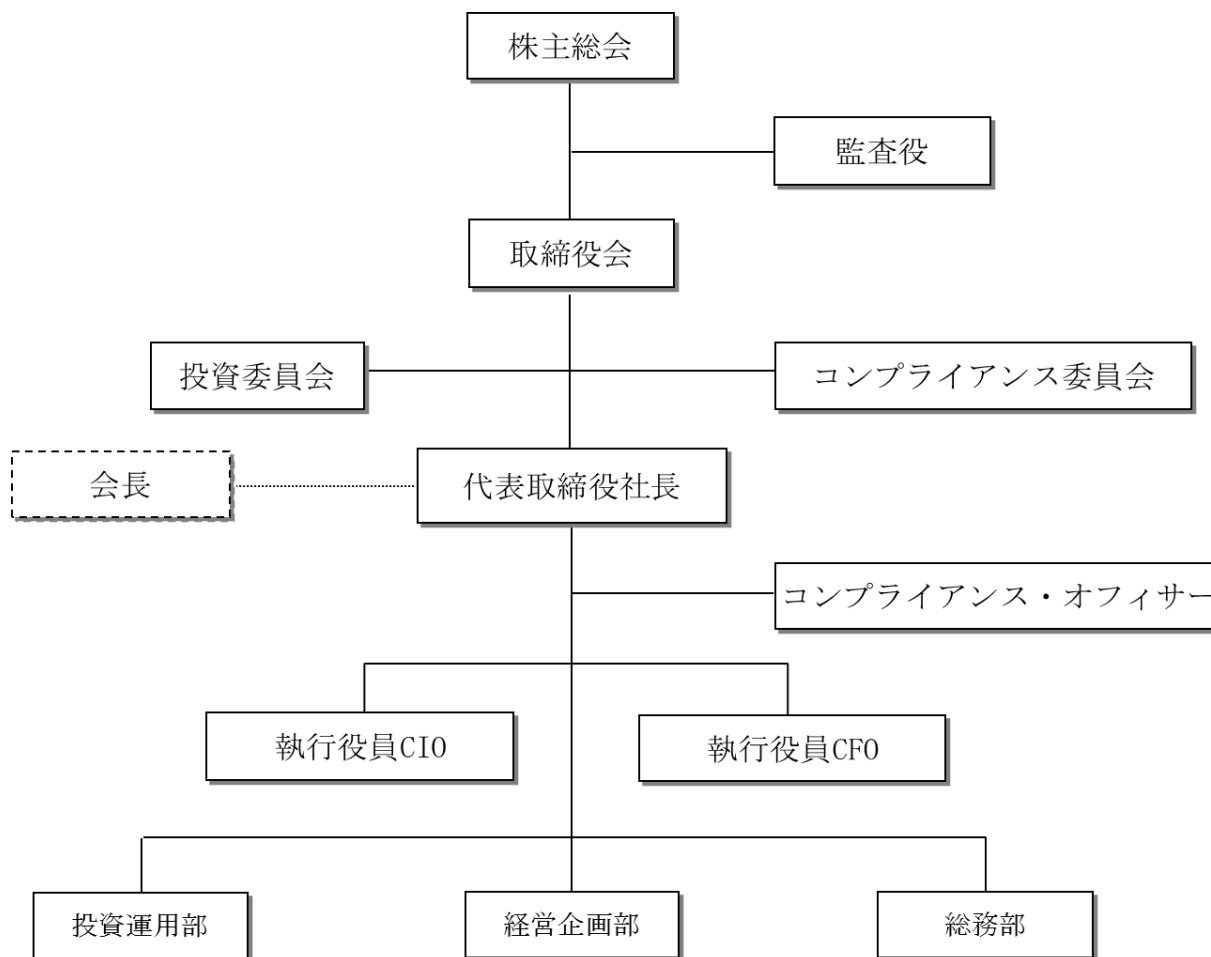 株主総会
監査役
取締役会
投資委員会
コンプライアンス委員会
会長
代表取締役社長
コンプライアンス・オフィサー
執行役員CIO
執行役員CFO
投資運用部
経営企画部
総務部